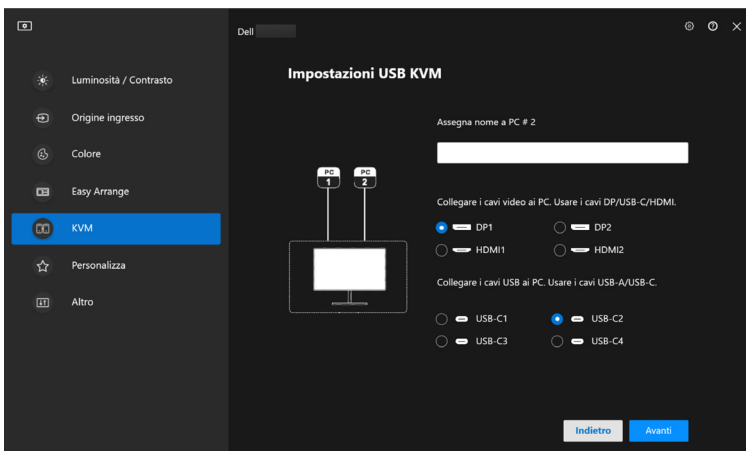 Dell
Impostazioni USB KVM
Luminosità / Contrasto
Origine ingresso
Colore
Easy Arrange
KVM
Personalizza
Altro
Assegna nome a PC # 2
PC
1
PC
2
Collegare i cavi video ai PC. Usare i cavi DP/USB-C/HDMI.
DP1
DP2
HDMI1
HDMI2
Collegare i cavi USB ai PC. Usare i cavi USB-A/USB-C.
USB-C1
USB-C2
USB-C3
USB-C4
Indietro
Avanti